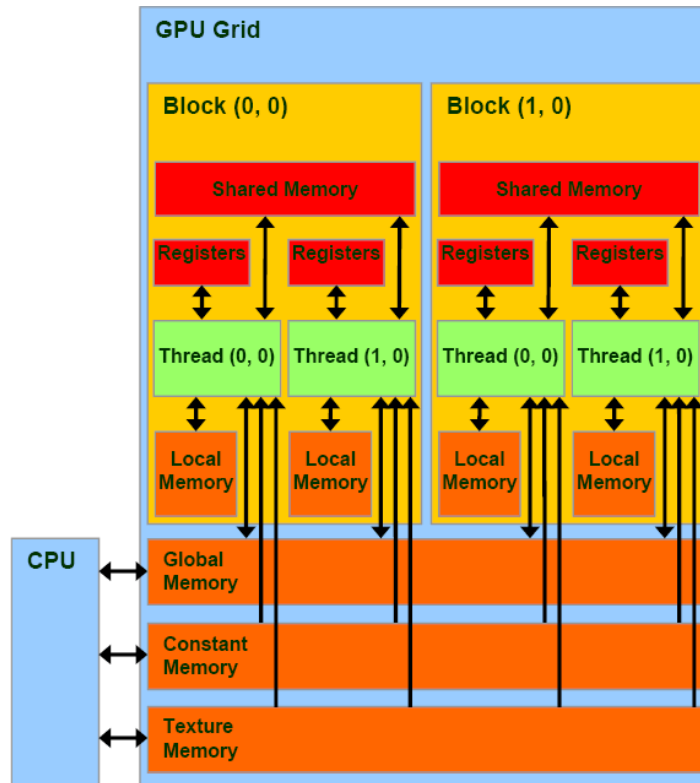 GPU Grid
Block (0, 0)
Block (1, 0)
Shared Memory
Shared Memory
Registers
Registers
Registers
Registers
Thread (0, 0)
Thread (1, 0)
Thread (0, 0)
Thread (1, 0)
Local
Memory
Local
Memory
Local
Memory
Local
Memory
CPU
Global
Memory
Constant
Memory
Texture
Memory